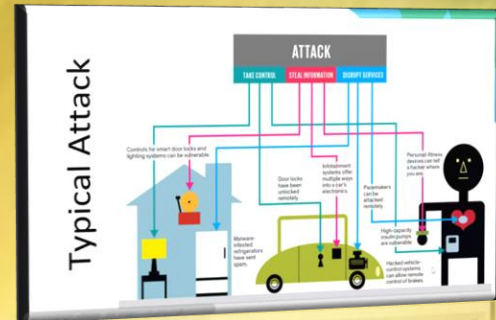 Typical Attack
ATTACK
TAKE CONTROL
STEAL INFORMATION
DISRUPT SERVICES
Controls for smart door locks and
lighting systems can be vulnerable.
Door locks
have been
unlocked
remotely.
Infotainment
systems offer
multiple ways
into a car's
electronics.
Personal fitness
devices can tell
a hacker where
you are.
Pacemakers
can be
attacked
remotely.
Malware-
infected
refrigerators
have sent
spam.
High-capacity
insulin pumps
are vulnerable.
Hacked vehicle-
control systems
can allow remote
control of brakes.